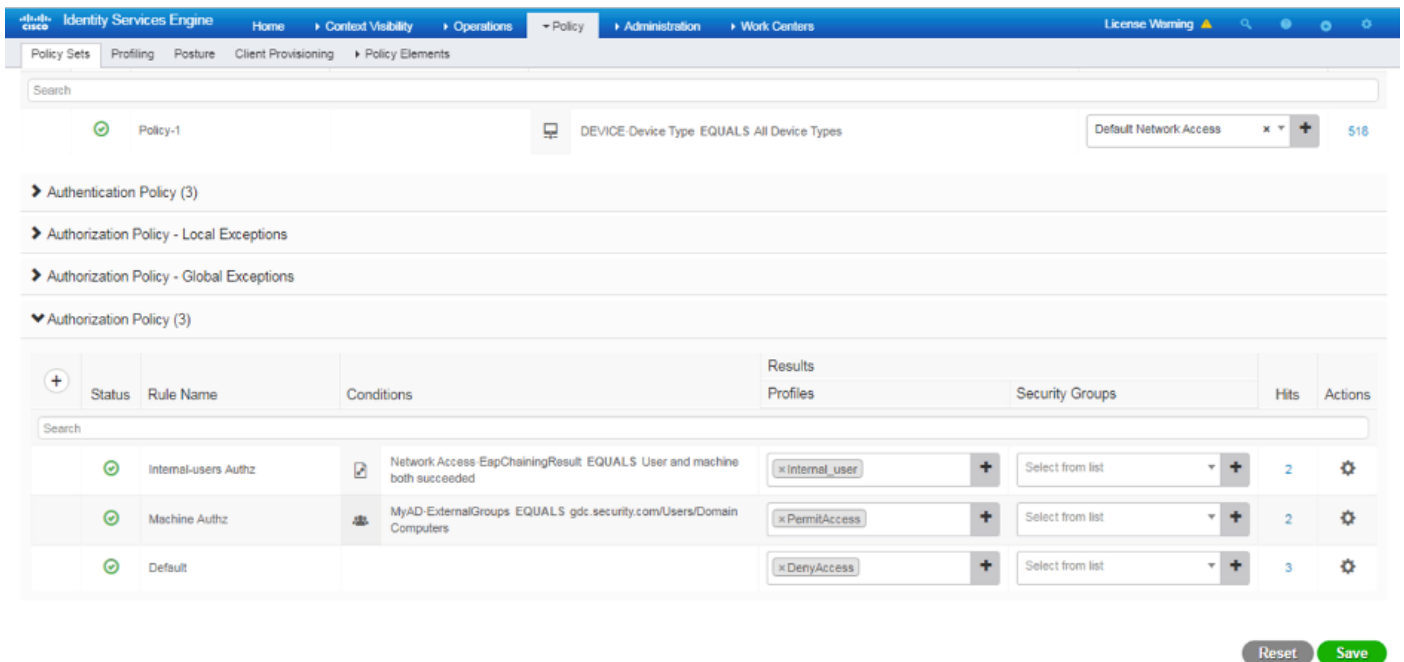 cisco Identity Services Engine Home Context Visibility Operations Policy Administration Work Centers License Warning
Policy Sets Profiling Posture Client Provisioning Policy Elements
Search
Policy-1 DEVICE-Device Type EQUALS All Device Types Default Network Access × + 518
Authentication Policy (3)
Authorization Policy - Local Exceptions
Authorization Policy - Global Exceptions
Authorization Policy (3)
Results
+ Status Rule Name Conditions Profiles Security Groups Hits Actions
Search
Internal-users Authz Network Access-EapChainingResult EQUALS User and machine both succeeded × Internal_user + Select from list + 2
Machine Authz MyAD-ExternalGroups EQUALS gdc.security.com/Users/Domain Computers × PermitAccess + Select from list + 2
Default × DenyAccess + Select from list + 3
Reset Save